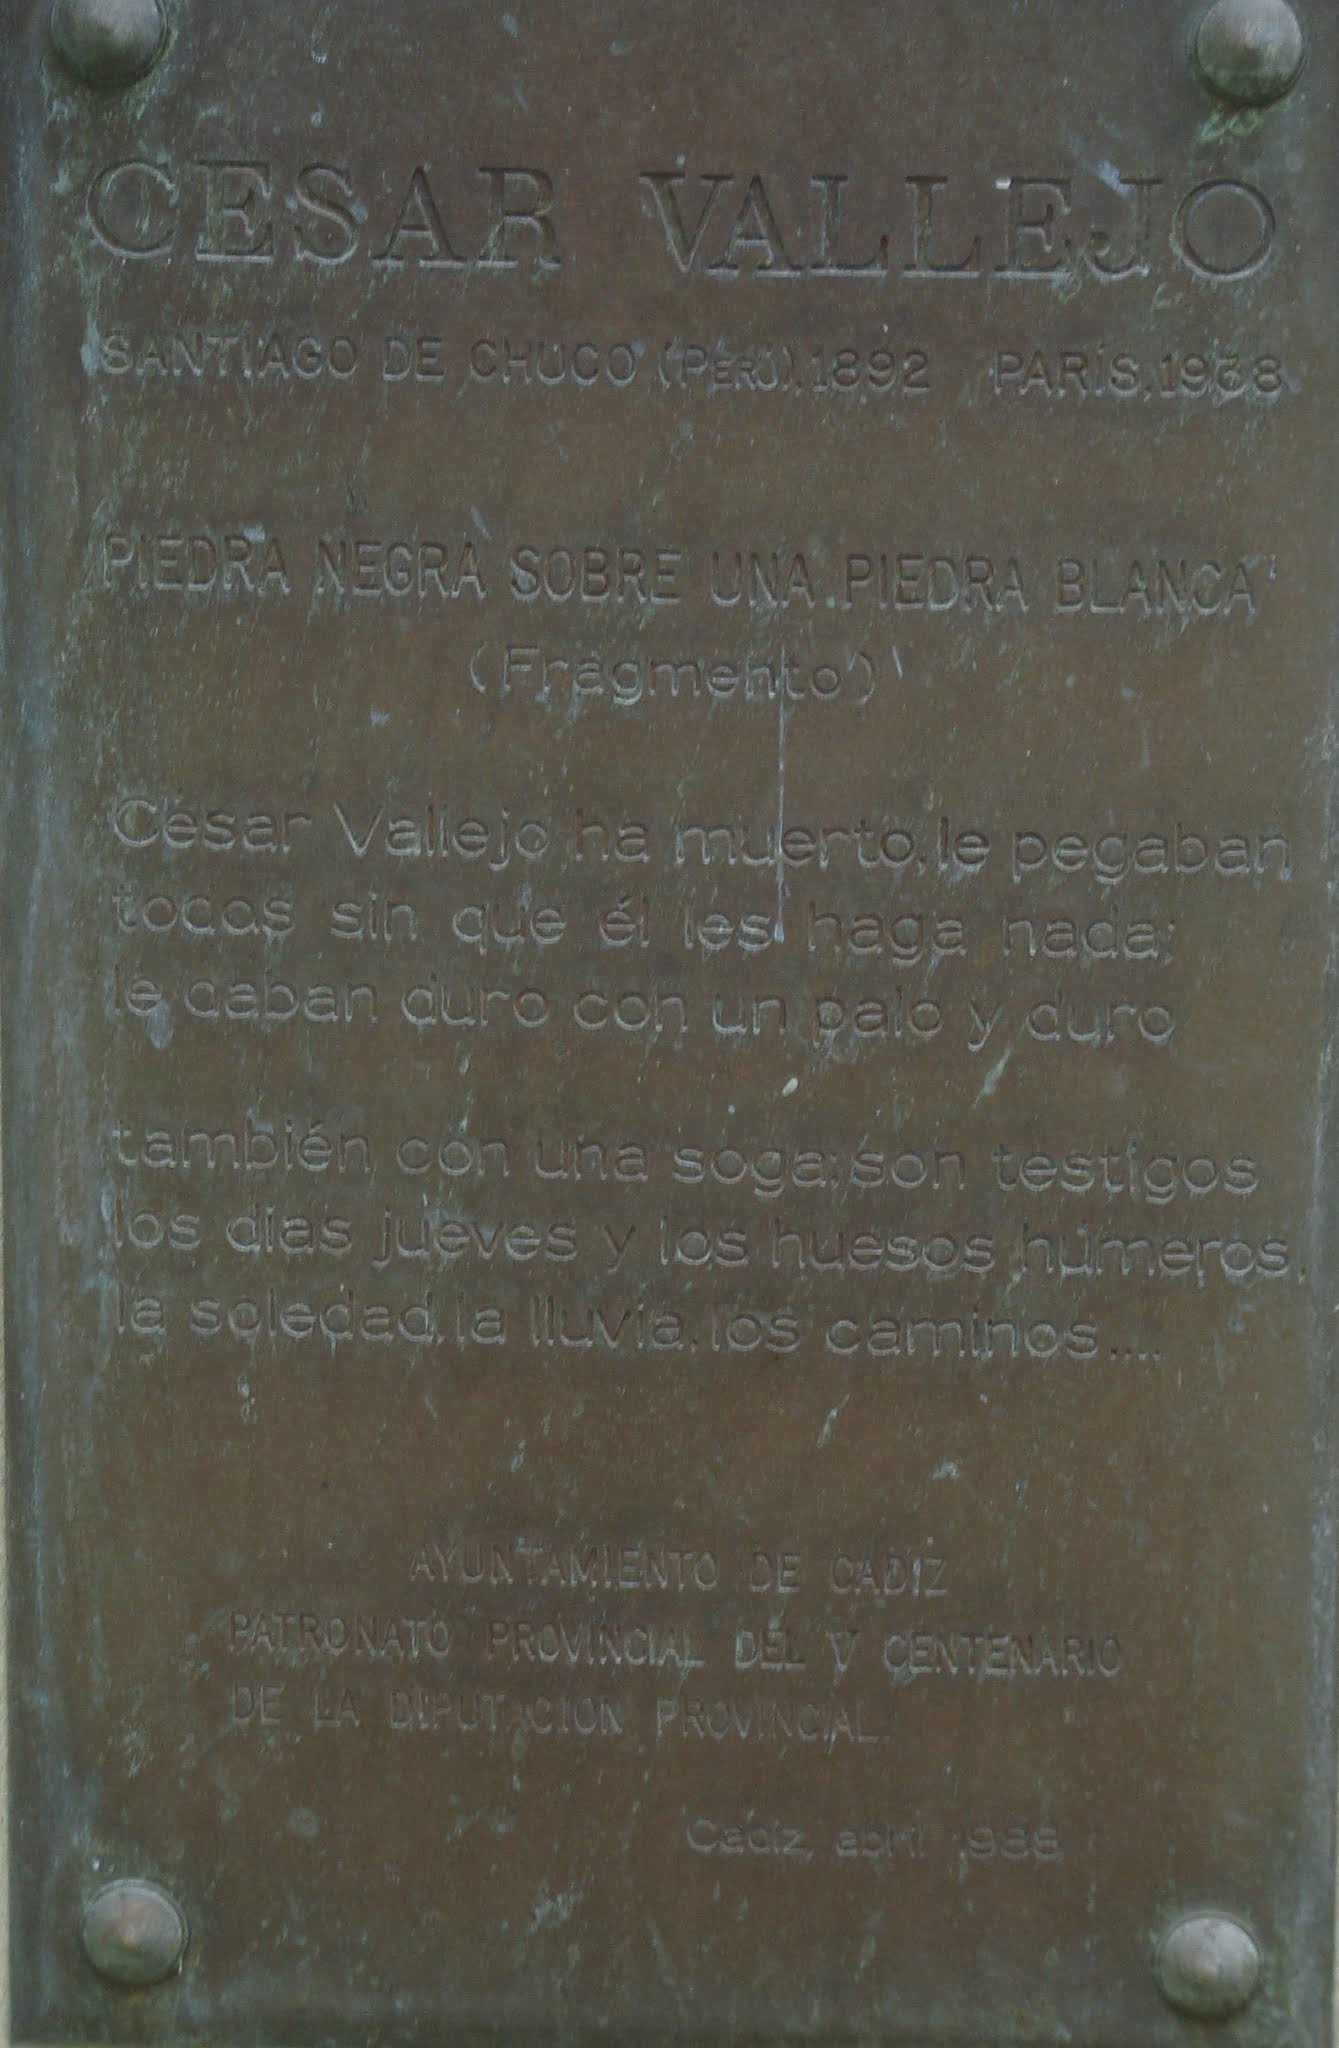 CESAR VALLEJO
SANTIAGO DE CHUCO (PERÚ), 1892 PARÍS, 1938
PIEDRA NEGRA SOBRE UNA PIEDRA BLANCA
(Fragmento)
Cesar Vallejo ha muerto, le pegaban
todos sin que él les haga nada;
le daban duro con un palo y duro
también con una soga; son testigos
los días jueves y los huesos húmeros,
la soledad, la lluvia, los caminos....
AYUNTAMIENTO DE CADIZ
PATRONATO PROVINCIAL DEL V CENTENARIO
DE LA DIPUTACION PROVINCIAL.
Cádiz, abril 1988